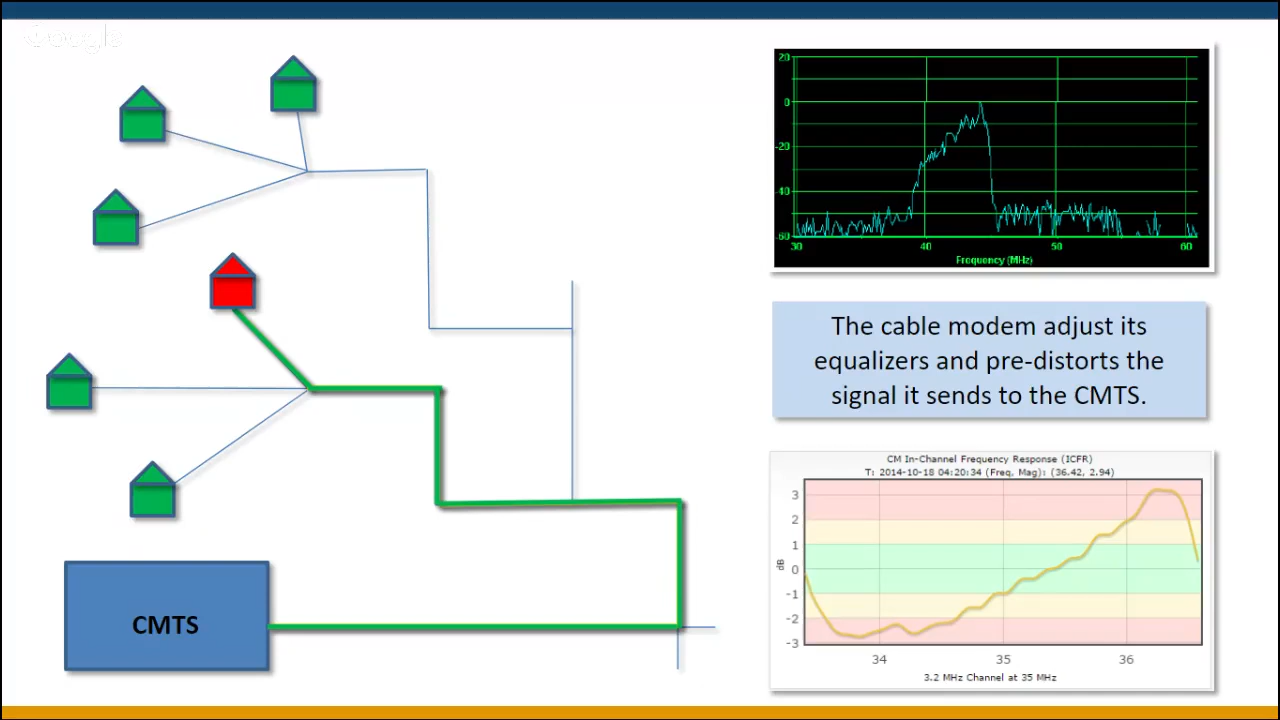 Google
20
0
-20
-40
-60
30 40 50 60
Frequency (MHz)
The cable modem adjust its
equalizers and pre-distorts the
signal it sends to the CMTS.
CMTS
CM In-Channel Frequency Response (ICFR)
T: 2014-10-18 04:20:34 (Freq. Mag): (36.42, 2.94)
dB
3
2
1
0
-1
-2
-3
34 35 36
3.2 MHz Channel at 35 MHz